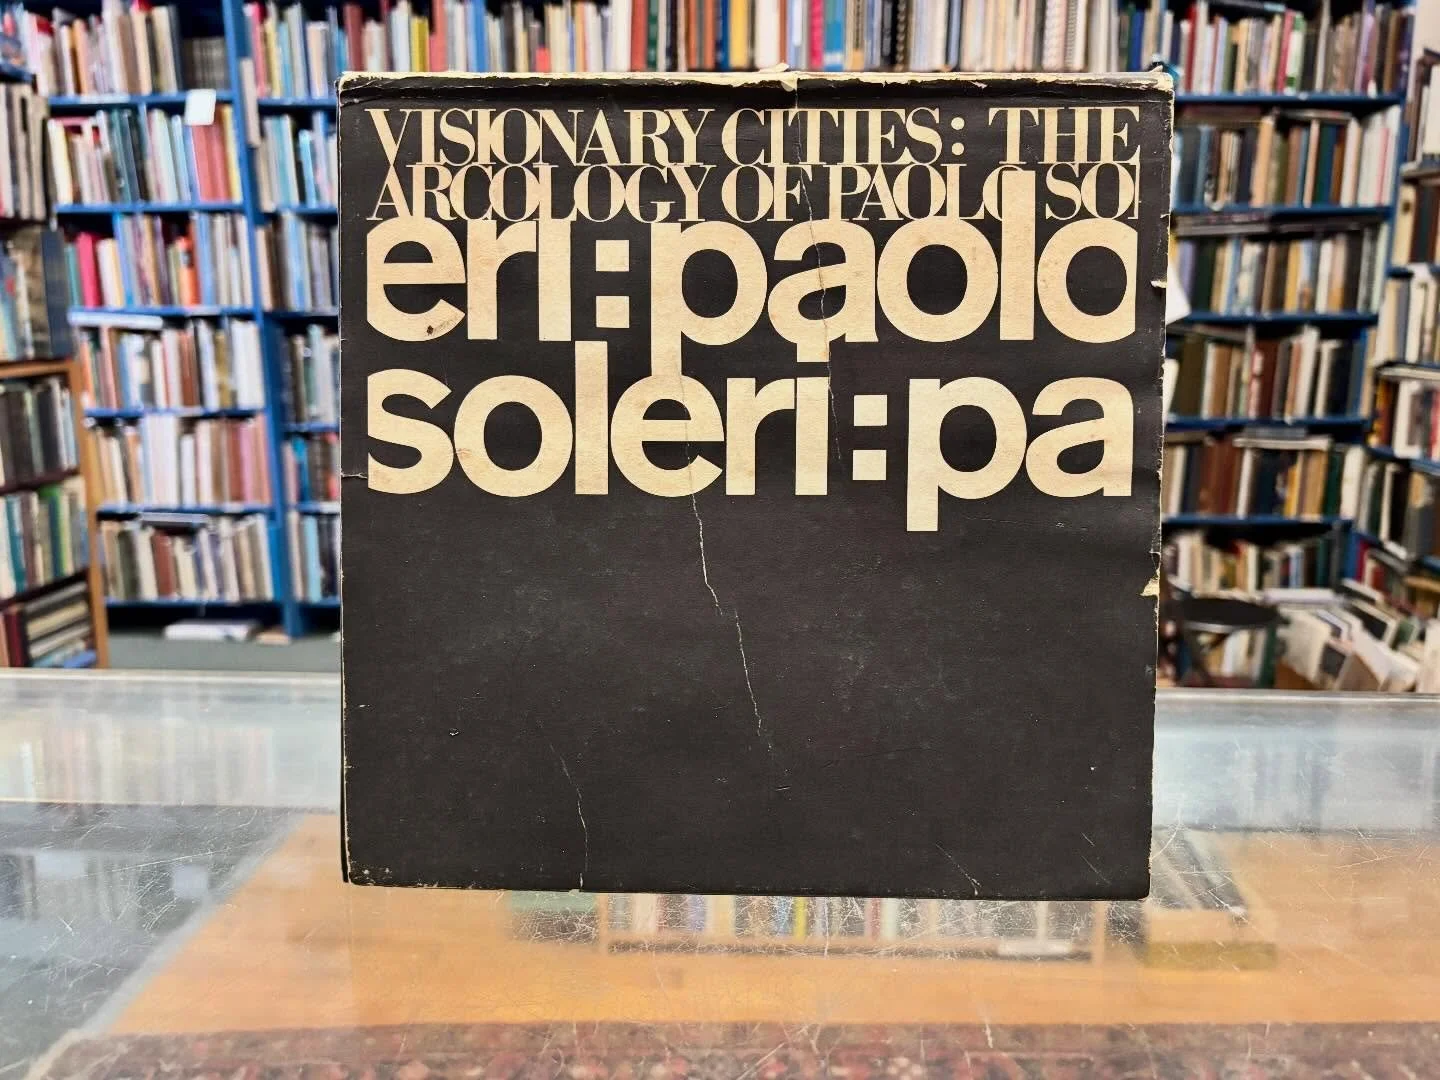 VISIONARY CITIES: THE
ARCOLOGY OF PAOLO SOl
eri:paolo
soleri:pa